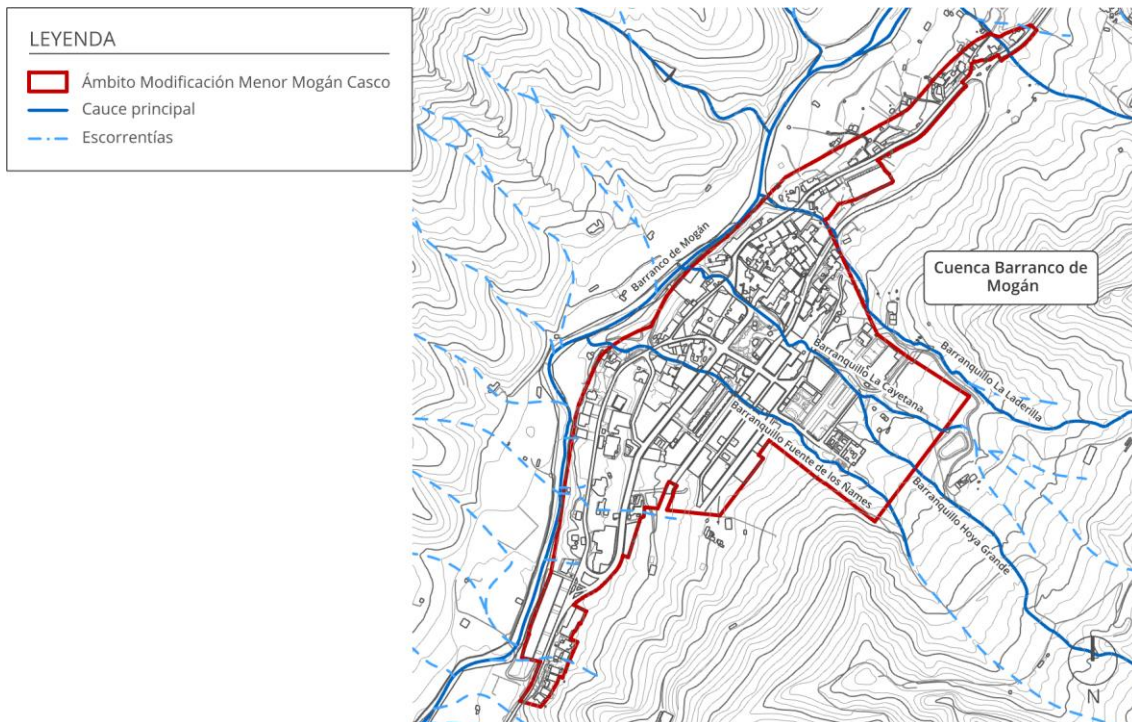 LEYENDA
Ámbito Modificación Menor Mogán Casco
Cauce principal
Escorrentías
Barranco de Mogán
Cuenca Barranco de
Mogán
Barranquillo La Laderilla
Barranquillo La Cayetana
Barranquillo Fuente de los Ñames
Barranquillo Hoya Grande
N